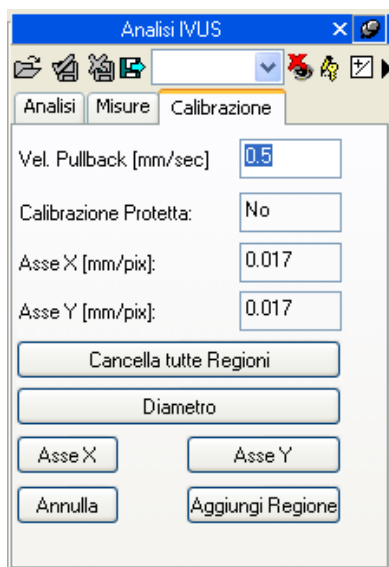 Analisi IVUS
Analisi Misure Calibrazione
Vel. Pullback [mm/sec] 0.5
Calibrazione Protetta: No
Asse X [mm/pix]: 0.017
Asse Y [mm/pix]: 0.017
Cancella tutte Regioni
Diametro
Asse X Asse Y
Annulla Aggiungi Regione